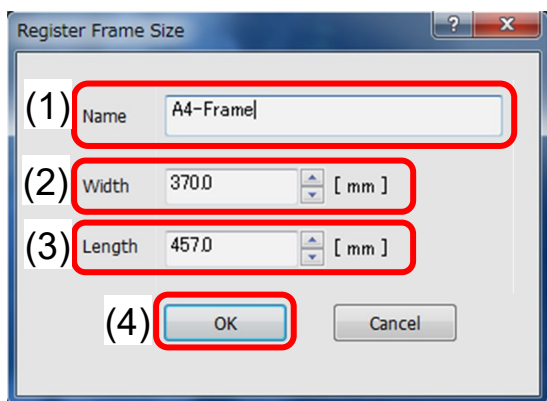 Register Frame Size
(1) Name A4-Frame
(2) Width 370.0 [ mm ]
(3) Length 457.0 [ mm ]
(4) OK Cancel